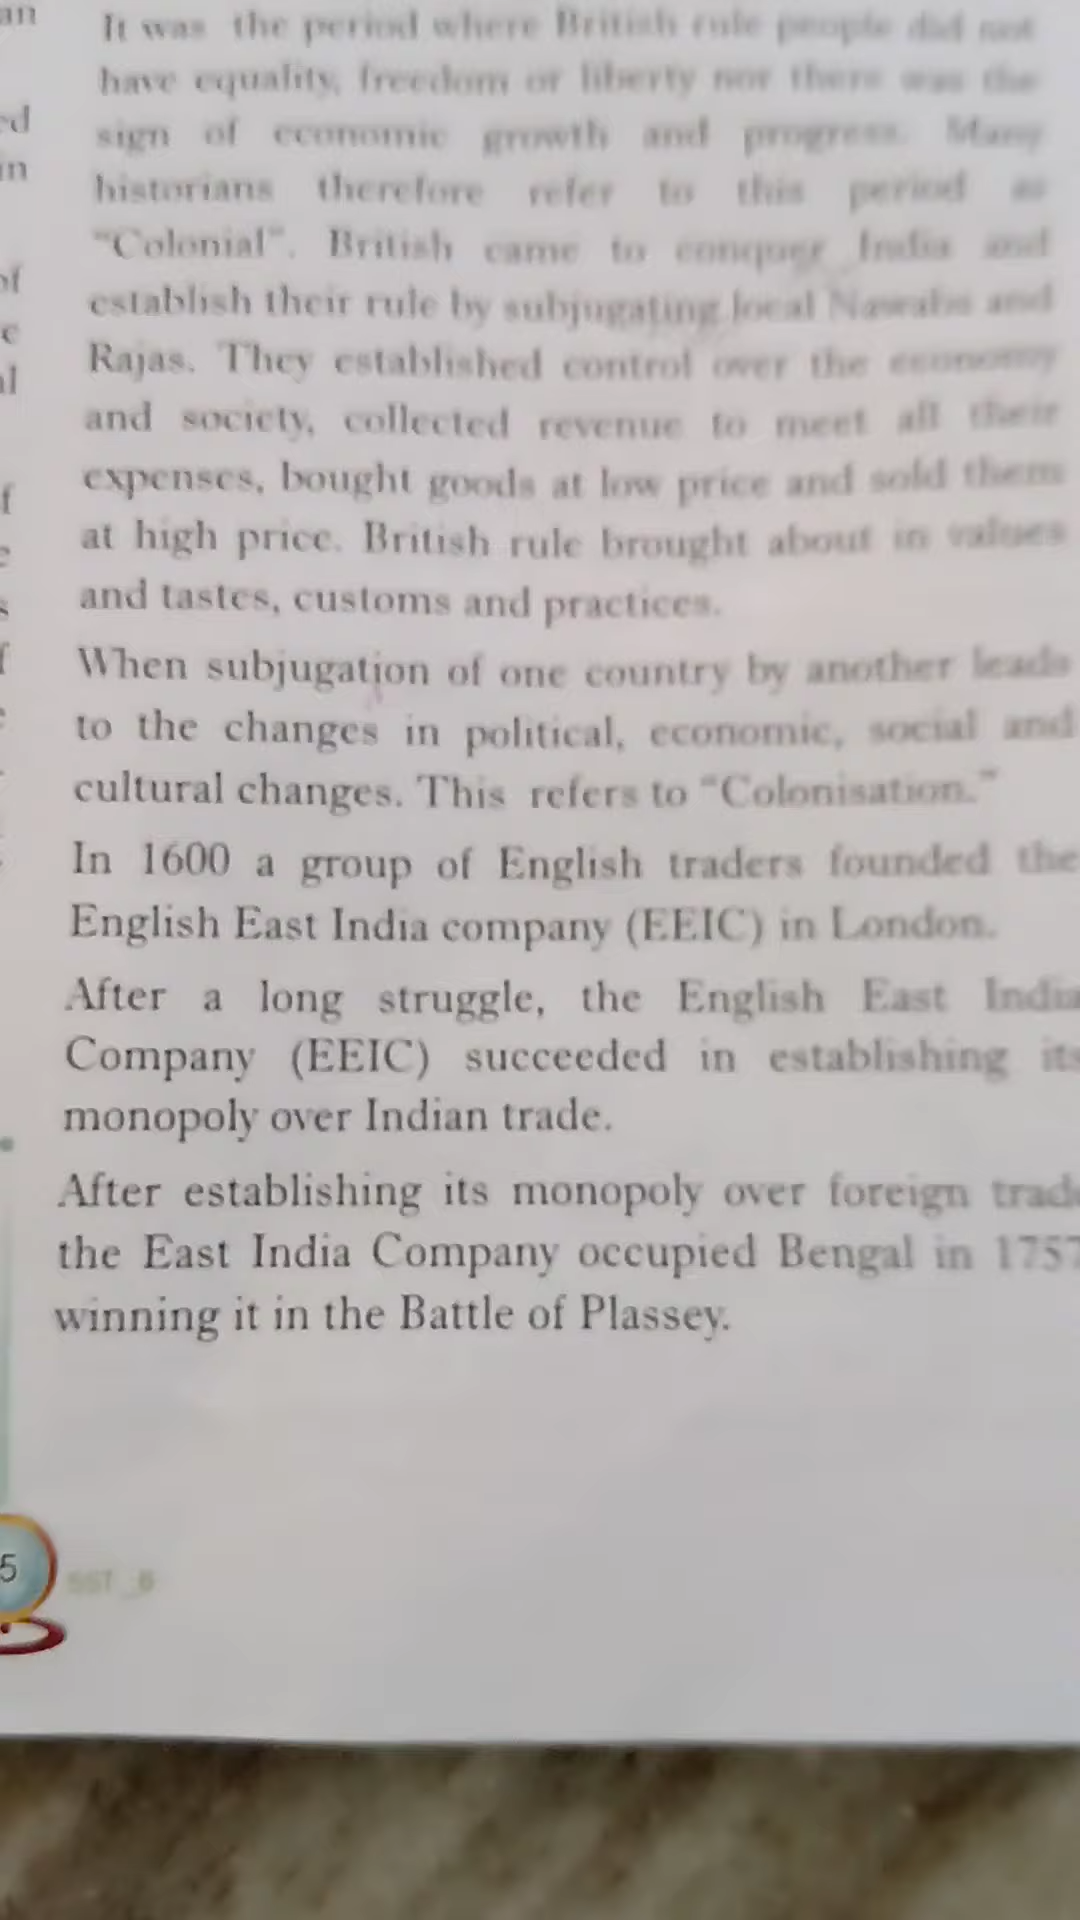 an
ed
in
of
e
al
f
e
s
f
e
It was the period where British rule people did not
have equality, freedom or liberty nor there was the
sign of economic growth and progress. Many
historians therefore refer to this period as
"Colonial". British came to conquer India and
establish their rule by subjugating local Nawabs and
Rajas. They established control over the economy
and society, collected revenue to meet all their
expenses, bought goods at low price and sold them
at high price. British rule brought about in values
and tastes, customs and practices.
When subjugation of one country by another leads
to the changes in political, economic, social and
cultural changes. This refers to "Colonisation."
In 1600 a group of English traders founded the
English East India company (EEIC) in London.
After a long struggle, the English East India
Company (EEIC) succeeded in establishing its
monopoly over Indian trade.
After establishing its monopoly over foreign trade
the East India Company occupied Bengal in 1757
winning it in the Battle of Plassey.
5